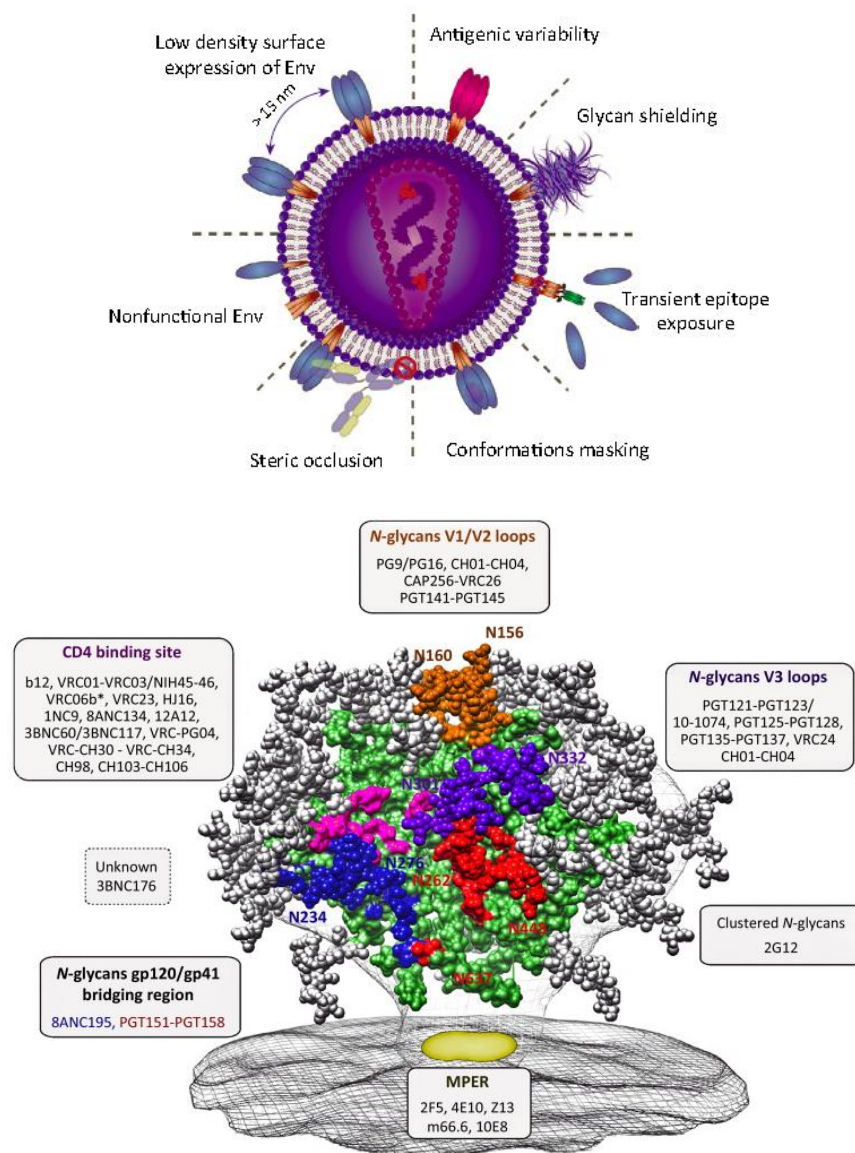 Low density surface
expression of Env
Antigenic variability
> 15 nm
Glycan shielding
Nonfunctional Env
Transient epitope
exposure
Steric occlusion
Conformations masking
N-glycans V1/V2 loops
PG9/PG16, CH01-CH04,
CAP256-VRC26
PGT141-PGT145
N156
N160
CD4 binding site
b12, VRC01-VRC03/NIH45-46,
VRC06b*, VRC23, HJ16,
1NC9, 8ANC134, 12A12,
3BNC60/3BNC117, VRC-PG04,
VRC-CH30 - VRC-CH34,
CH98, CH103-CH106
N-glycans V3 loops
PGT121-PGT123/
10-1074, PGT125-PGT128,
PGT135-PGT137, VRC24
CH01-CH04
N332
N301
Unknown
3BNC176
N276
N262
N234
N448
Clustered N-glycans
2G12
N-glycans gp120/gp41
bridging region
8ANC195, PGT151-PGT158
N637
MPER
2F5, 4E10, Z13
m66.6, 10E8